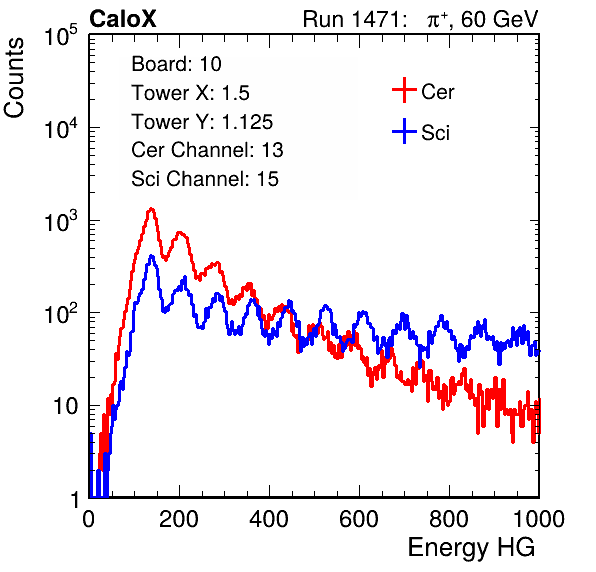 CaloX Run 1471: π⁺, 60 GeV
Counts
10⁵
10⁴
10³
10²
10
1
Board: 10
Tower X: 1.5
Tower Y: 1.125
Cer Channel: 13
Sci Channel: 15
Cer
Sci
0 200 400 600 800 1000
Energy HG